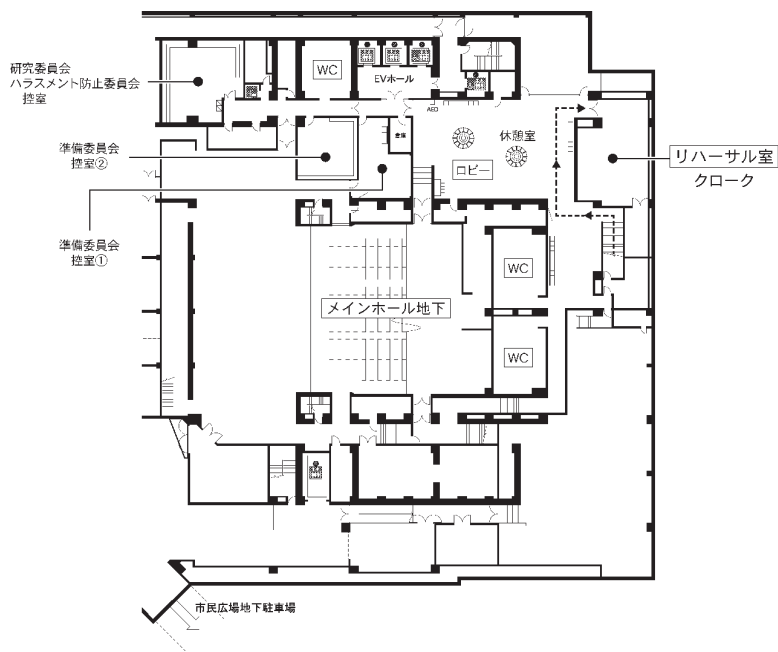 研究委員会
ハラスメント防止委員会
控室
WC
EVホール
AED
金庫
休憩室
ロビー
準備委員会
控室②
リハーサル室
クローク
準備委員会
控室①
WC
メインホール地下
WC
市民広場地下駐車場